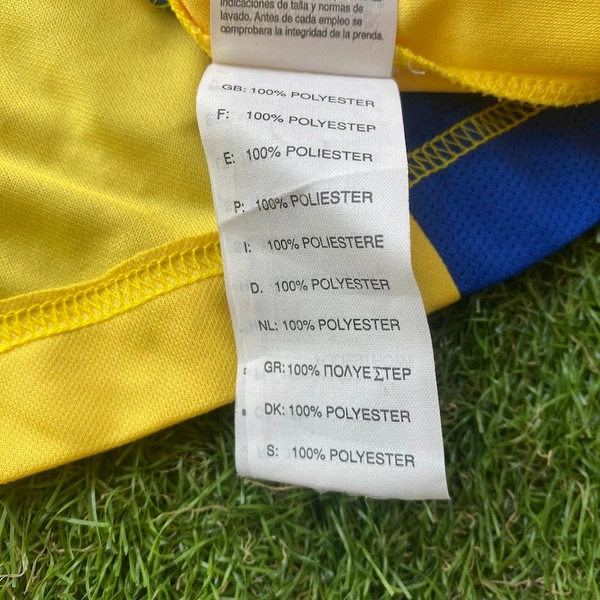 indicaciones de talla y normas de
lavado. Antes de cada empleo se
comprobara la integridad de la prenda.
GB: 100% POLYESTER
F: 100% POLYESTEP
E: 100% POLIESTER
P: 100% POLIESTER
I: 100% POLIESTERE
D. 100% POLYESTER
NL: 100% POLYESTER
GR: 100% ΠΟΛΥΕΣΤΕΡ
DK: 100% POLYESTER
S: 100% POLYESTER